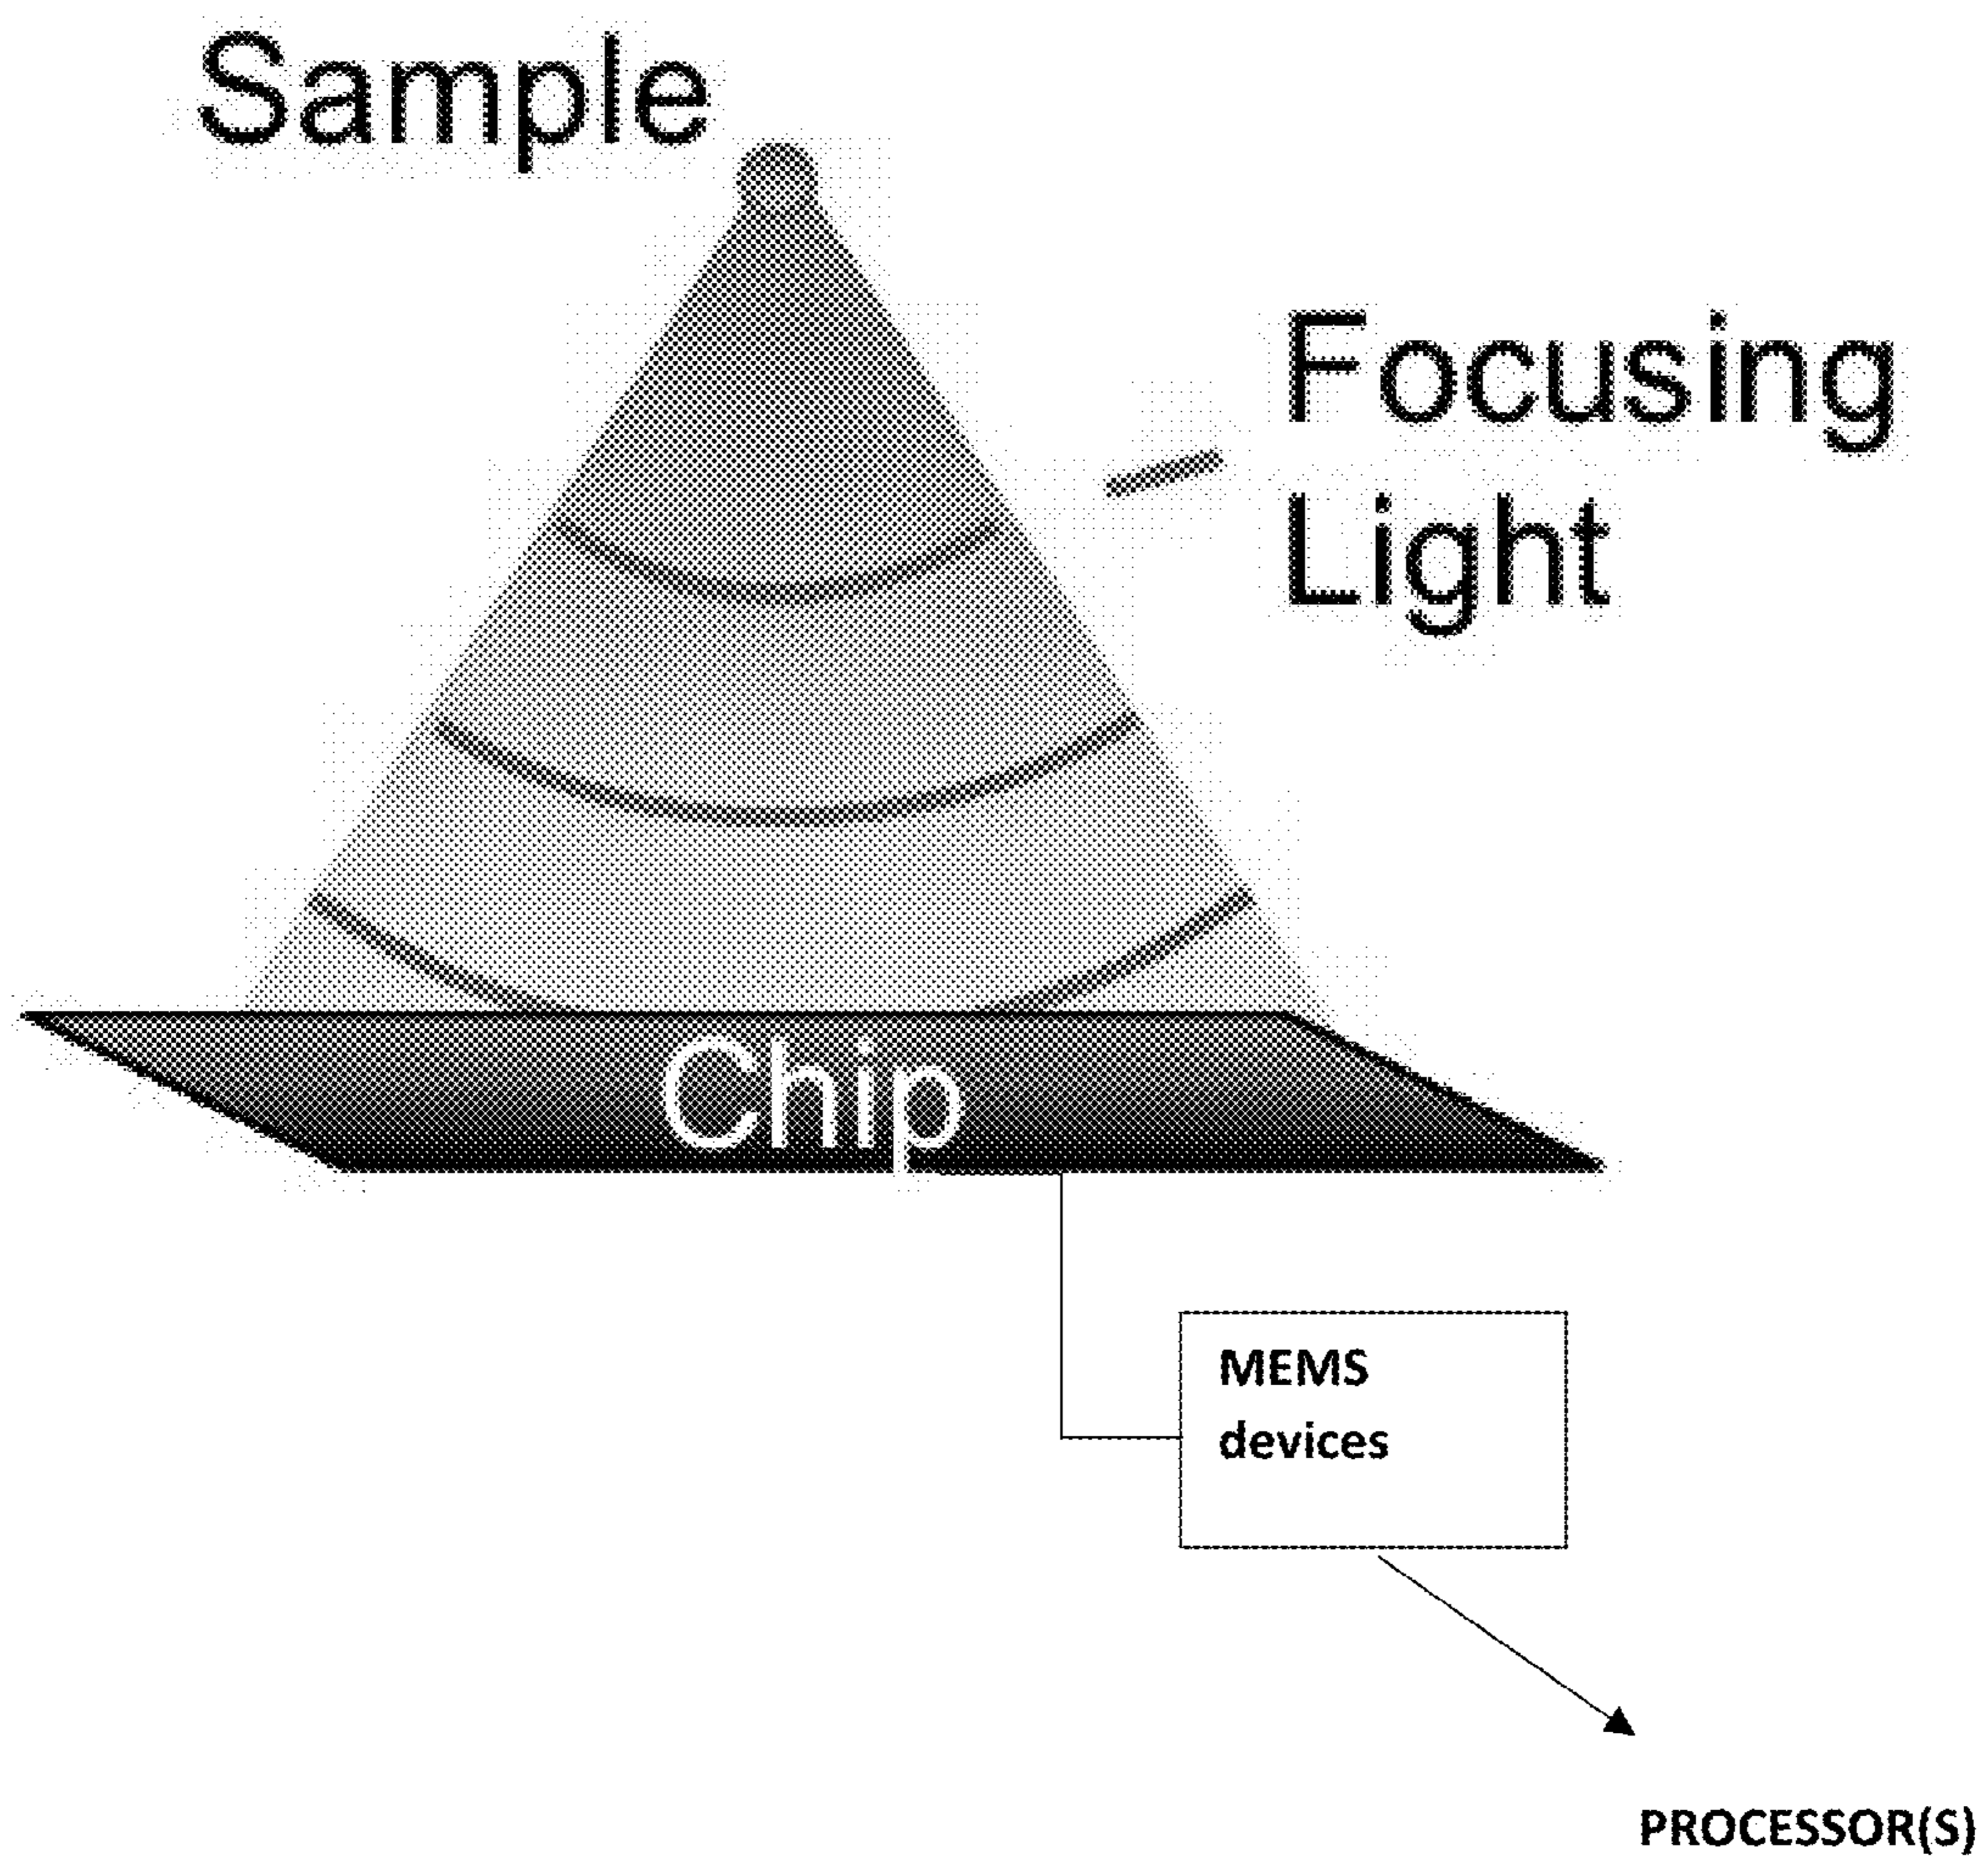 Sample
Focusing
Light
Chip
MEMS
devices
PROCESSOR(S)